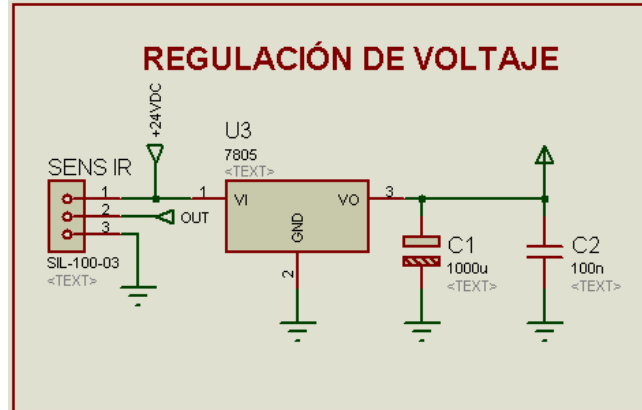 REGULACIÓN DE VOLTAJE
+24VDC
SENS IR
1
2
3
OUT
SIL-100-03
<TEXT>
U3
7805
<TEXT>
1
VI
VO
3
GND
2
C1
1000u
<TEXT>
C2
100n
<TEXT>